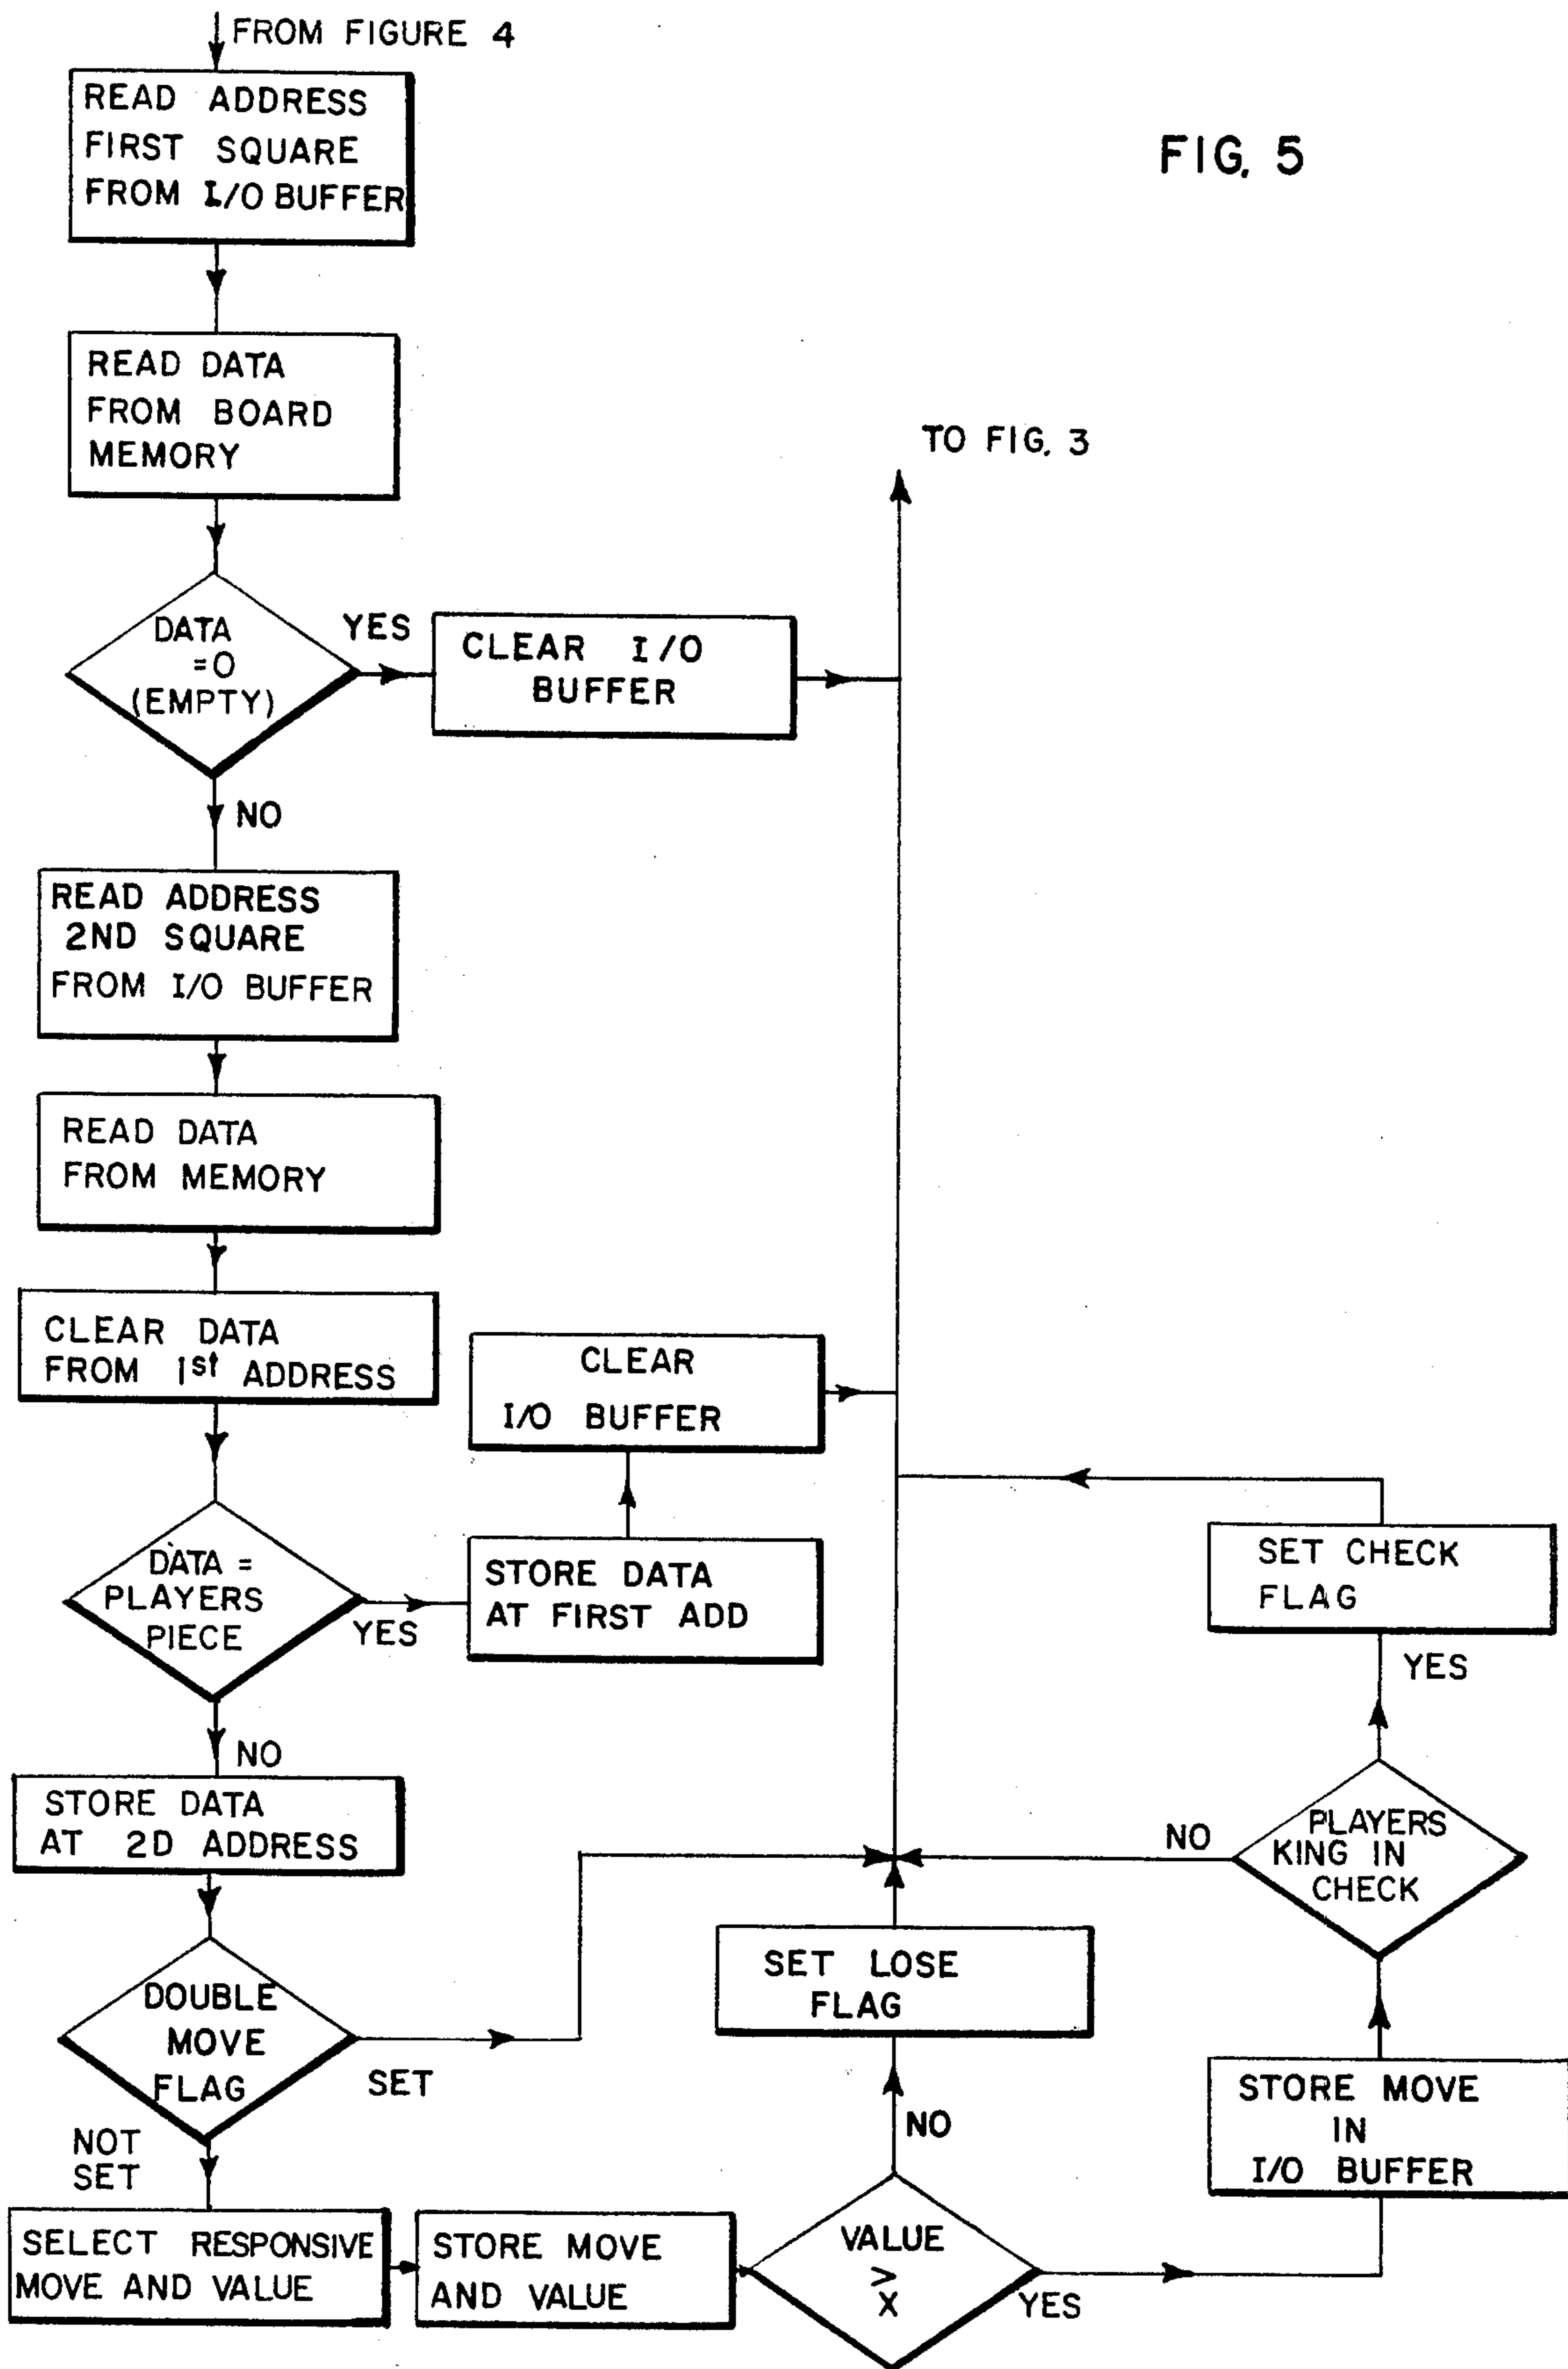 FROM FIGURE 4
READ ADDRESS
FIRST SQUARE
FROM I/O BUFFER
FIG. 5
READ DATA
FROM BOARD
MEMORY
TO FIG. 3
DATA
=0
(EMPTY)
YES
CLEAR I/O
BUFFER
NO
READ ADDRESS
2ND SQUARE
FROM I/O BUFFER
READ DATA
FROM MEMORY
CLEAR DATA
FROM 1st ADDRESS
CLEAR
I/O BUFFER
DATA =
PLAYERS
PIECE
YES
STORE DATA
AT FIRST ADD
SET CHECK
FLAG
YES
NO
STORE DATA
AT 2D ADDRESS
PLAYERS
KING IN
CHECK
NO
DOUBLE
MOVE
FLAG
SET
SET LOSE
FLAG
STORE MOVE
IN
I/O BUFFER
NOT
SET
NO
SELECT RESPONSIVE
MOVE AND VALUE
STORE MOVE
AND VALUE
VALUE
>
X
YES